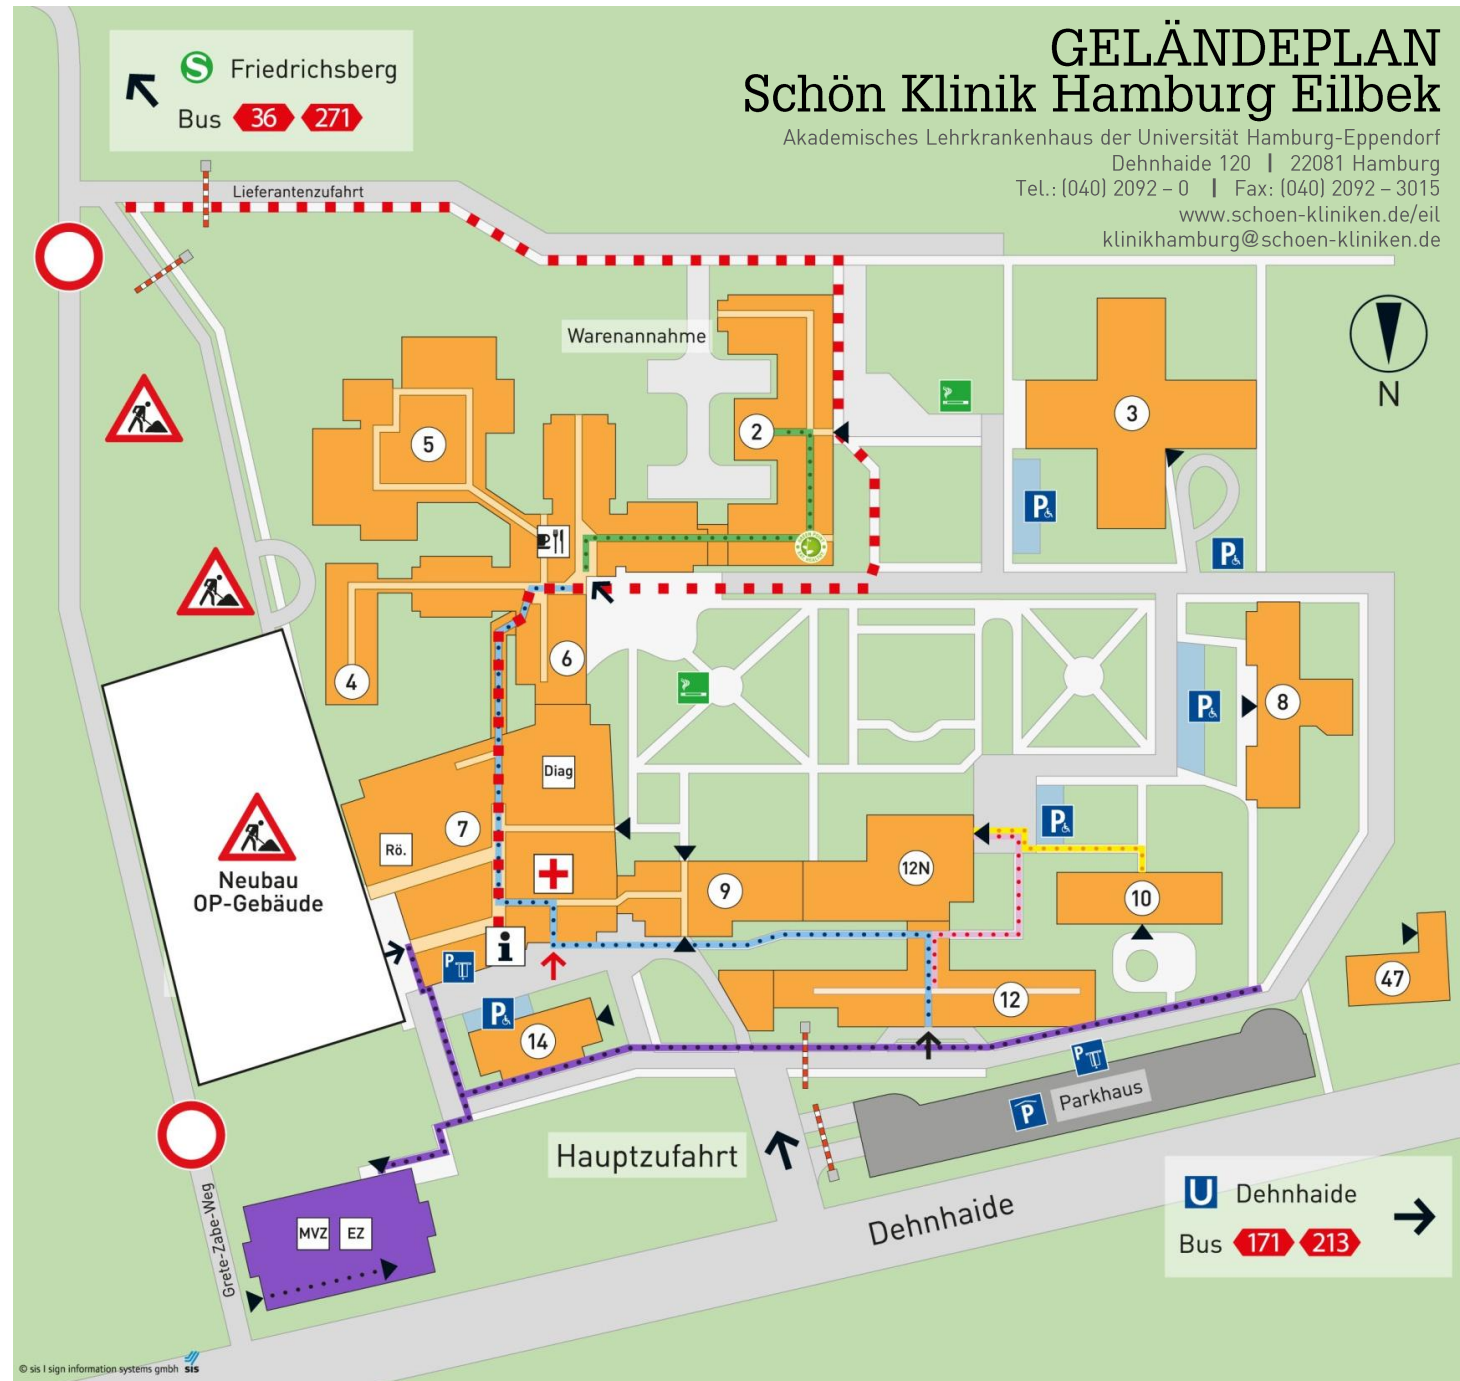 GELÄNDEPLAN
Schön Klinik Hamburg Eilbek
Akademisches Lehrkrankenhaus der Universität Hamburg-Eppendorf
Dehnhaide 120 | 22081 Hamburg
Tel.: (040) 2092 – 0 | Fax: (040) 2092 – 3015
www.schoen-kliniken.de/eil
klinikhamburg@schoen-kliniken.de
S Friedrichsberg
Bus 36 271
Lieferantenzufahrt
Warenannahme
N
2
3
5
P
P
6
4
P
8
Diag
7
Rö.
P
9
12N
10
Neubau
OP-Gebäude
i
P
47
P
12
14
P
P
Parkhaus
Hauptzufahrt
Dehnhaide
U Dehnhaide
Bus 171 213
Grete-Zabe-Weg
MVZ EZ
© sis I sign information systems gmbh sis